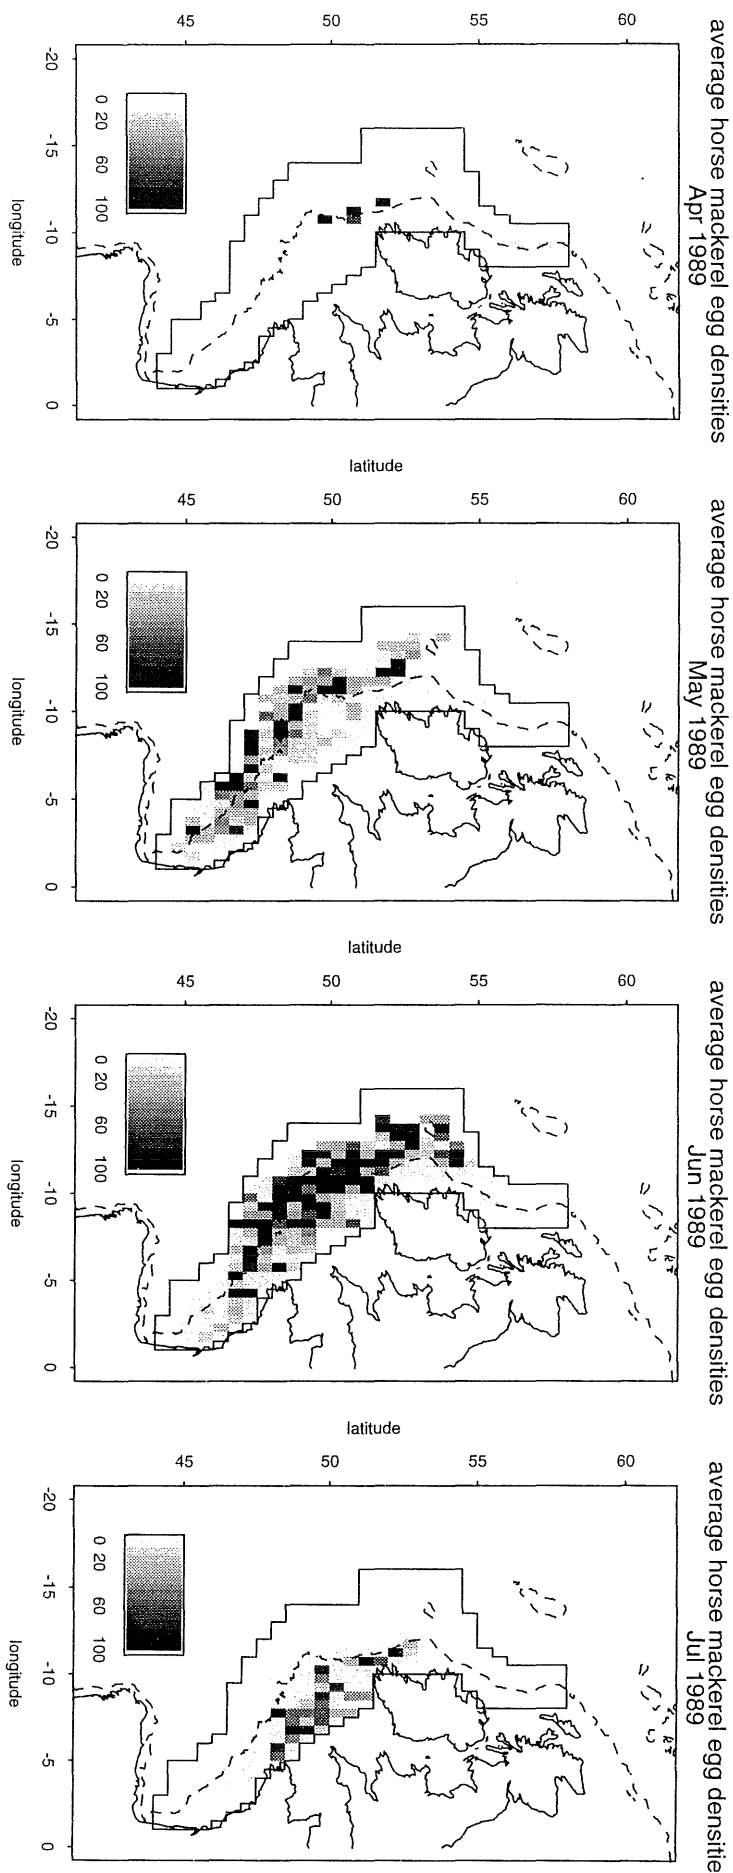 average horse mackerel egg densities
Apr 1989
45 50 55 60
-20 -15 -10 -5 0
0 20 60 100
longitude
average horse mackerel egg densities
May 1989
latitude
45 50 55 60
-20 -15 -10 -5 0
0 20 60 100
longitude
average horse mackerel egg densities
Jun 1989
latitude
45 50 55 60
-20 -15 -10 -5 0
0 20 60 100
longitude
average horse mackerel egg densitie
Jul 1989
latitude
45 50 55 60
-20 -15 -10 -5 0
0 20 60 100
longitude